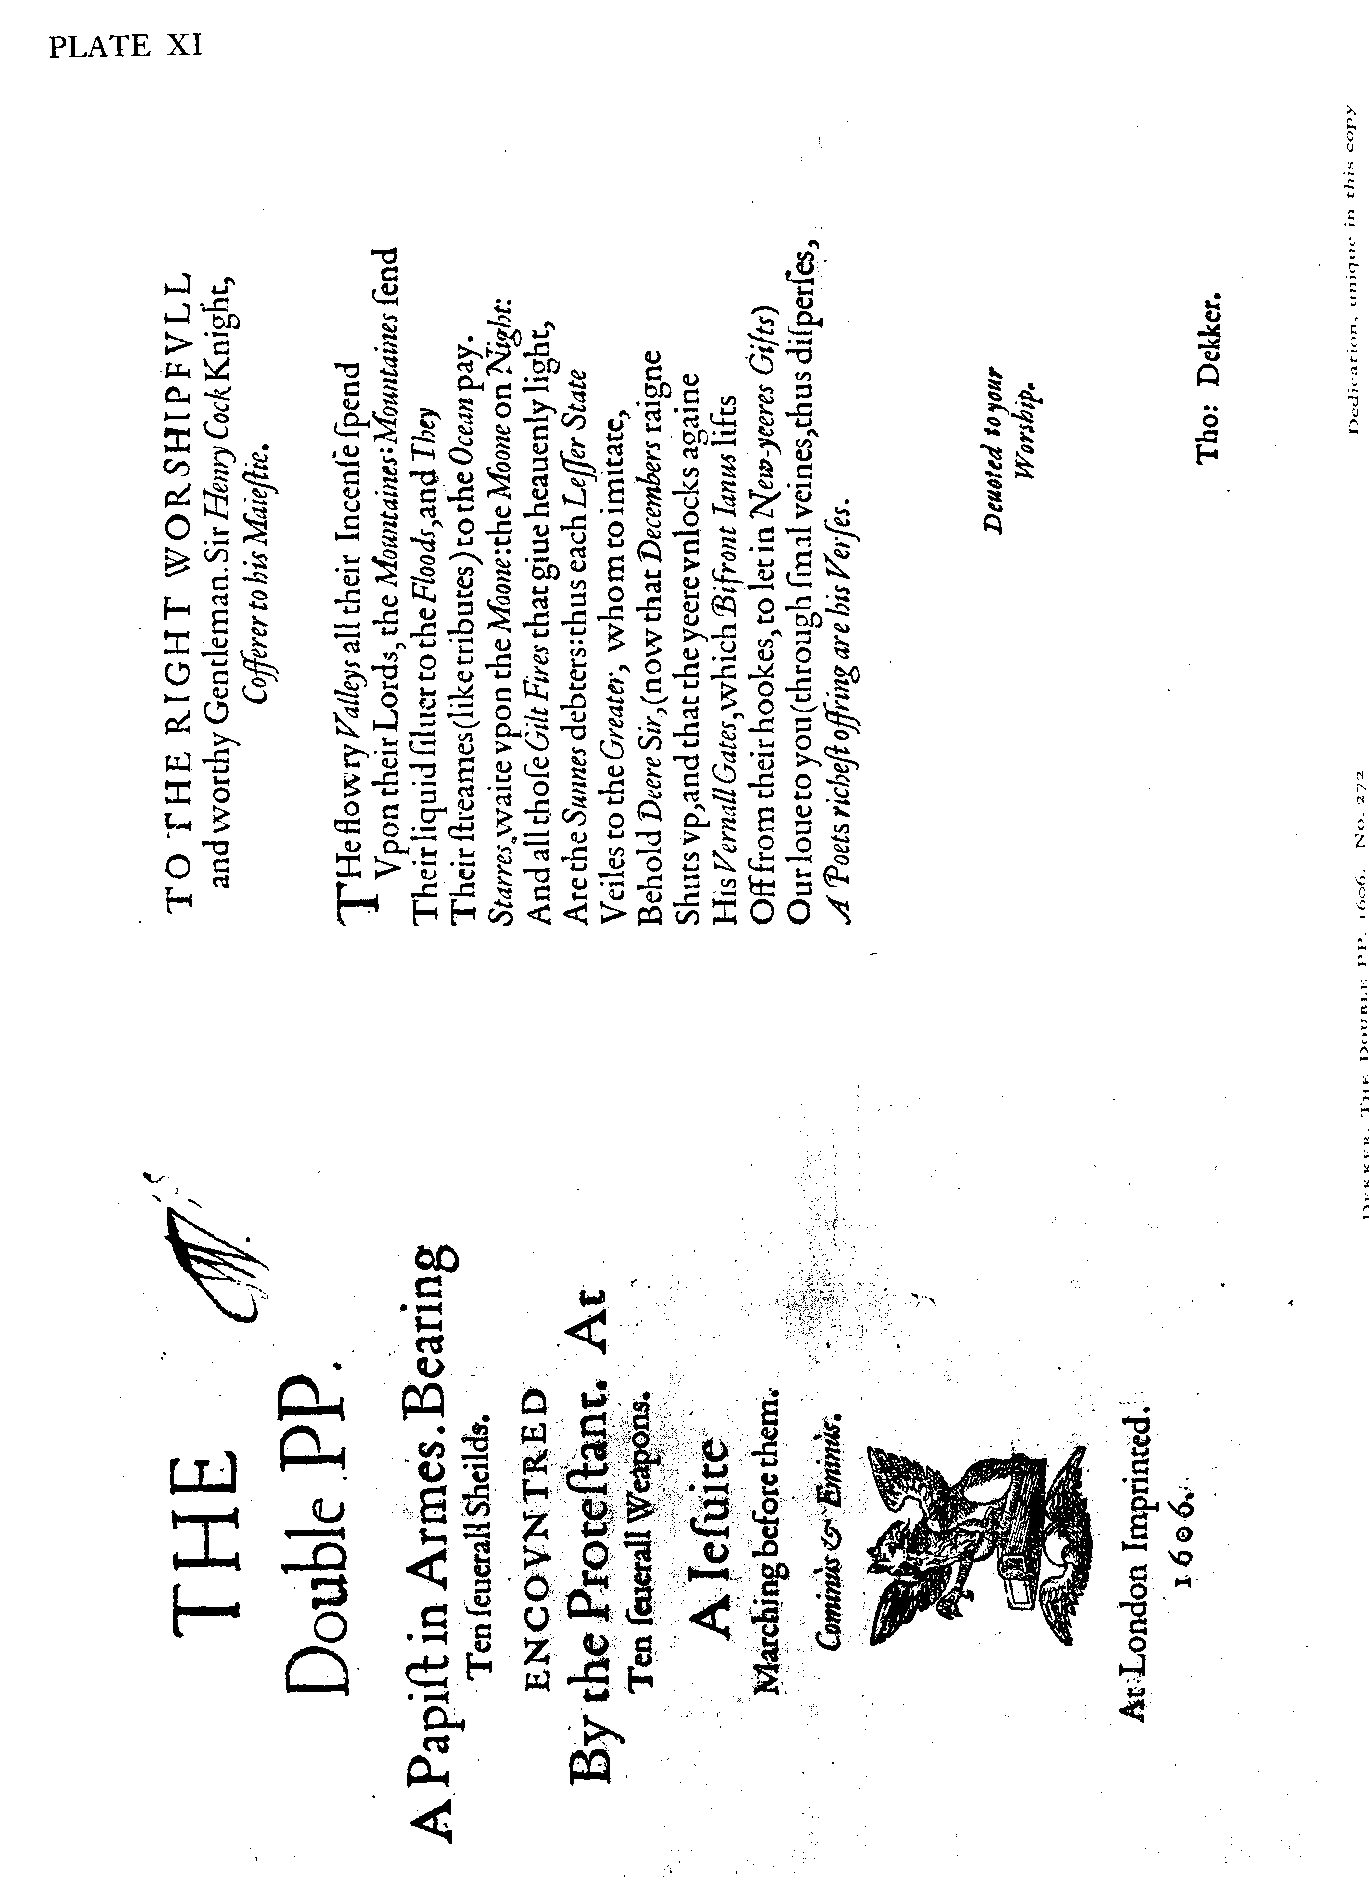 PLATE XI
THE
Double PP.
A Papiſt in Armes. Bearing
Ten ſeuerall Sheilds.
ENCOVNTRED
By the Proteſtant. At
Ten ſeuerall Weapons.
A Ieſuite
Marching before them.
Cominùs & Eminùs.
At London Imprinted.
1606.
TO THE RIGHT WORSHIPFVLL
and worthy Gentleman. Sir Henry Cock Knight,
Cofferer to his Maieſtie.
THe flowry Valleys all their Incenſe ſpend
Vpon their Lords, the Mountaines: Mountaines ſend
Their liquid ſiluer to the Floods, and They
Their ſtreames (like tributes) to the Ocean pay.
Starres waite vpon the Moone: the Moone on Night:
And all thoſe Gilt Fires that giue heauenly light,
Are the Sunnes debters: thus each Leſſer State
Veiles to the Greater, whom to imitate,
Behold Deere Sir, (now that Decembers raigne
Shuts vp, and that the yeere vnlocks againe
His Vernall Gates, which Bifront Ianus lifts
Off from their hookes, to let in New-yeeres Gifts)
Our loue to you (through ſmal veines, thus diſperſes,
A Poets richeſt offring are his Verſes.
Deuoted to your
Worship.
Tho: Dekker.
Dedication, unique in this copy
DEKKER. THE DOUBLE PP. 1606. No. 272